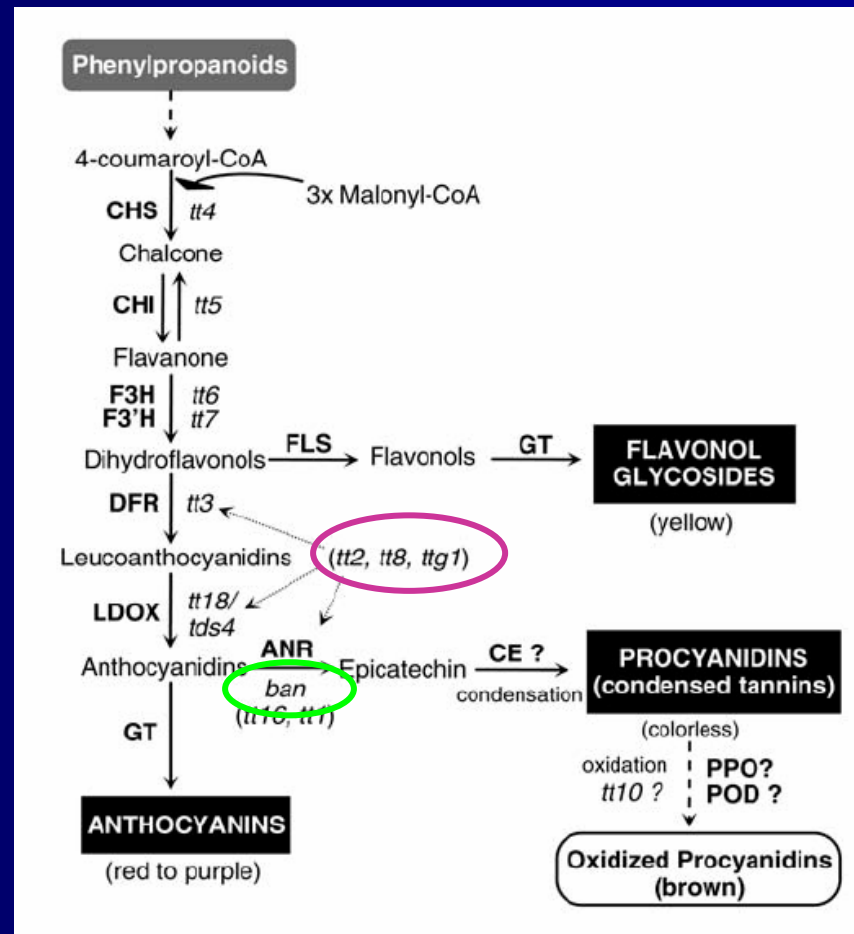 Phenylpropanoids
4-coumaroyl-CoA
3x Malonyl-CoA
CHS tt4
Chalcone
CHI tt5
Flavanone
F3H tt6
F3'H tt7
Dihydroflavonols FLS Flavonols GT FLAVONOL
GLYCOSIDES
(yellow)
DFR tt3
Leucoanthocyanidins (tt2, tt8, ttg1)
LDOX tt18/
tds4
Anthocyanidins ANR Epicatechin CE ? PROCYANIDINS
ban condensation (condensed tannins)
(tt16, tt1)
(colorless)
GT
oxidation PPO?
tt10 ? POD ?
ANTHOCYANINS
(red to purple)
Oxidized Procyanidins
(brown)